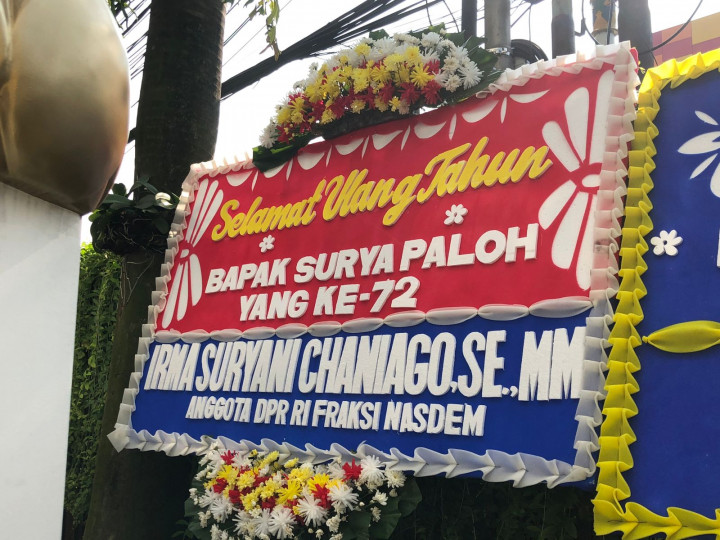 Selamat Ulang Tahun
BAPAK SURYA PALOH
YANG KE-72
IRMA SURYANI CHANIAGO,SE.,MM
ANGGOTA DPR RI FRAKSI NASDEM